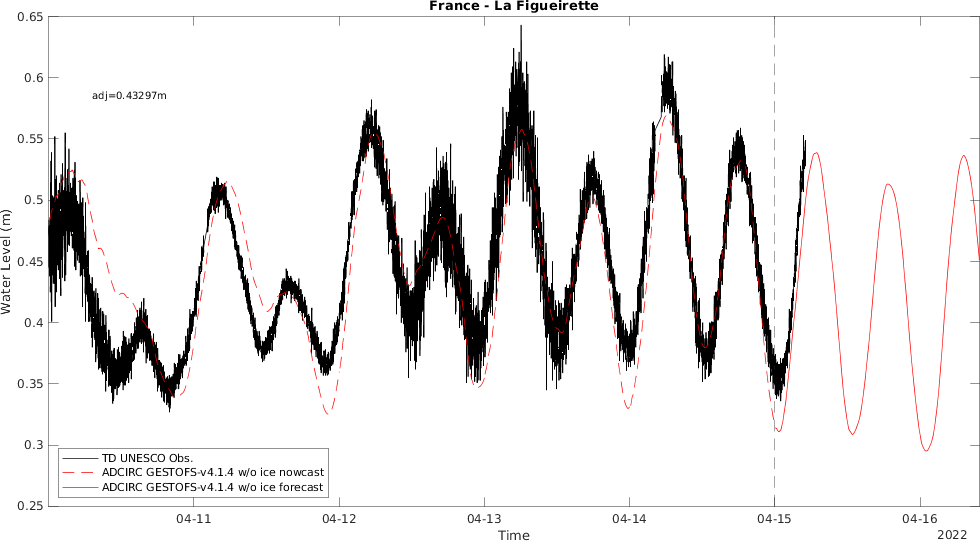 France - La Figueirette
adj=0.43297m
Water Level (m)
0.65
0.6
0.55
0.5
0.45
0.4
0.35
0.3
0.25
TD UNESCO Obs.
ADCIRC GESTOFS-v4.1.4 w/o ice nowcast
ADCIRC GESTOFS-v4.1.4 w/o ice forecast
04-11 04-12 04-13 04-14 04-15 04-16
Time
2022